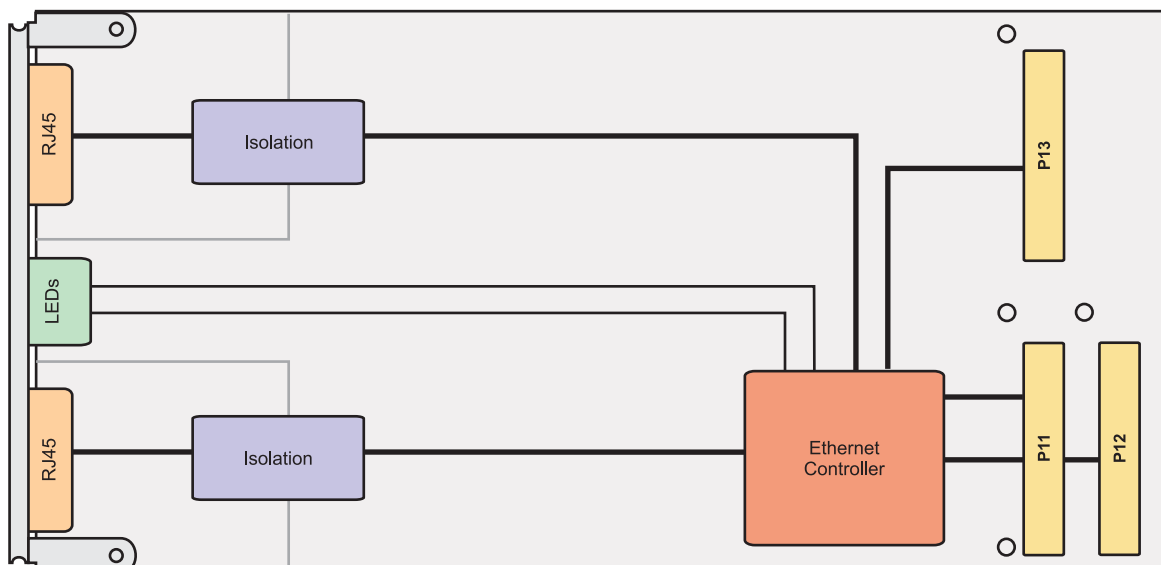 RJ45
Isolation
P13
LEDs
RJ45
Isolation
Ethernet
Controller
P11
P12